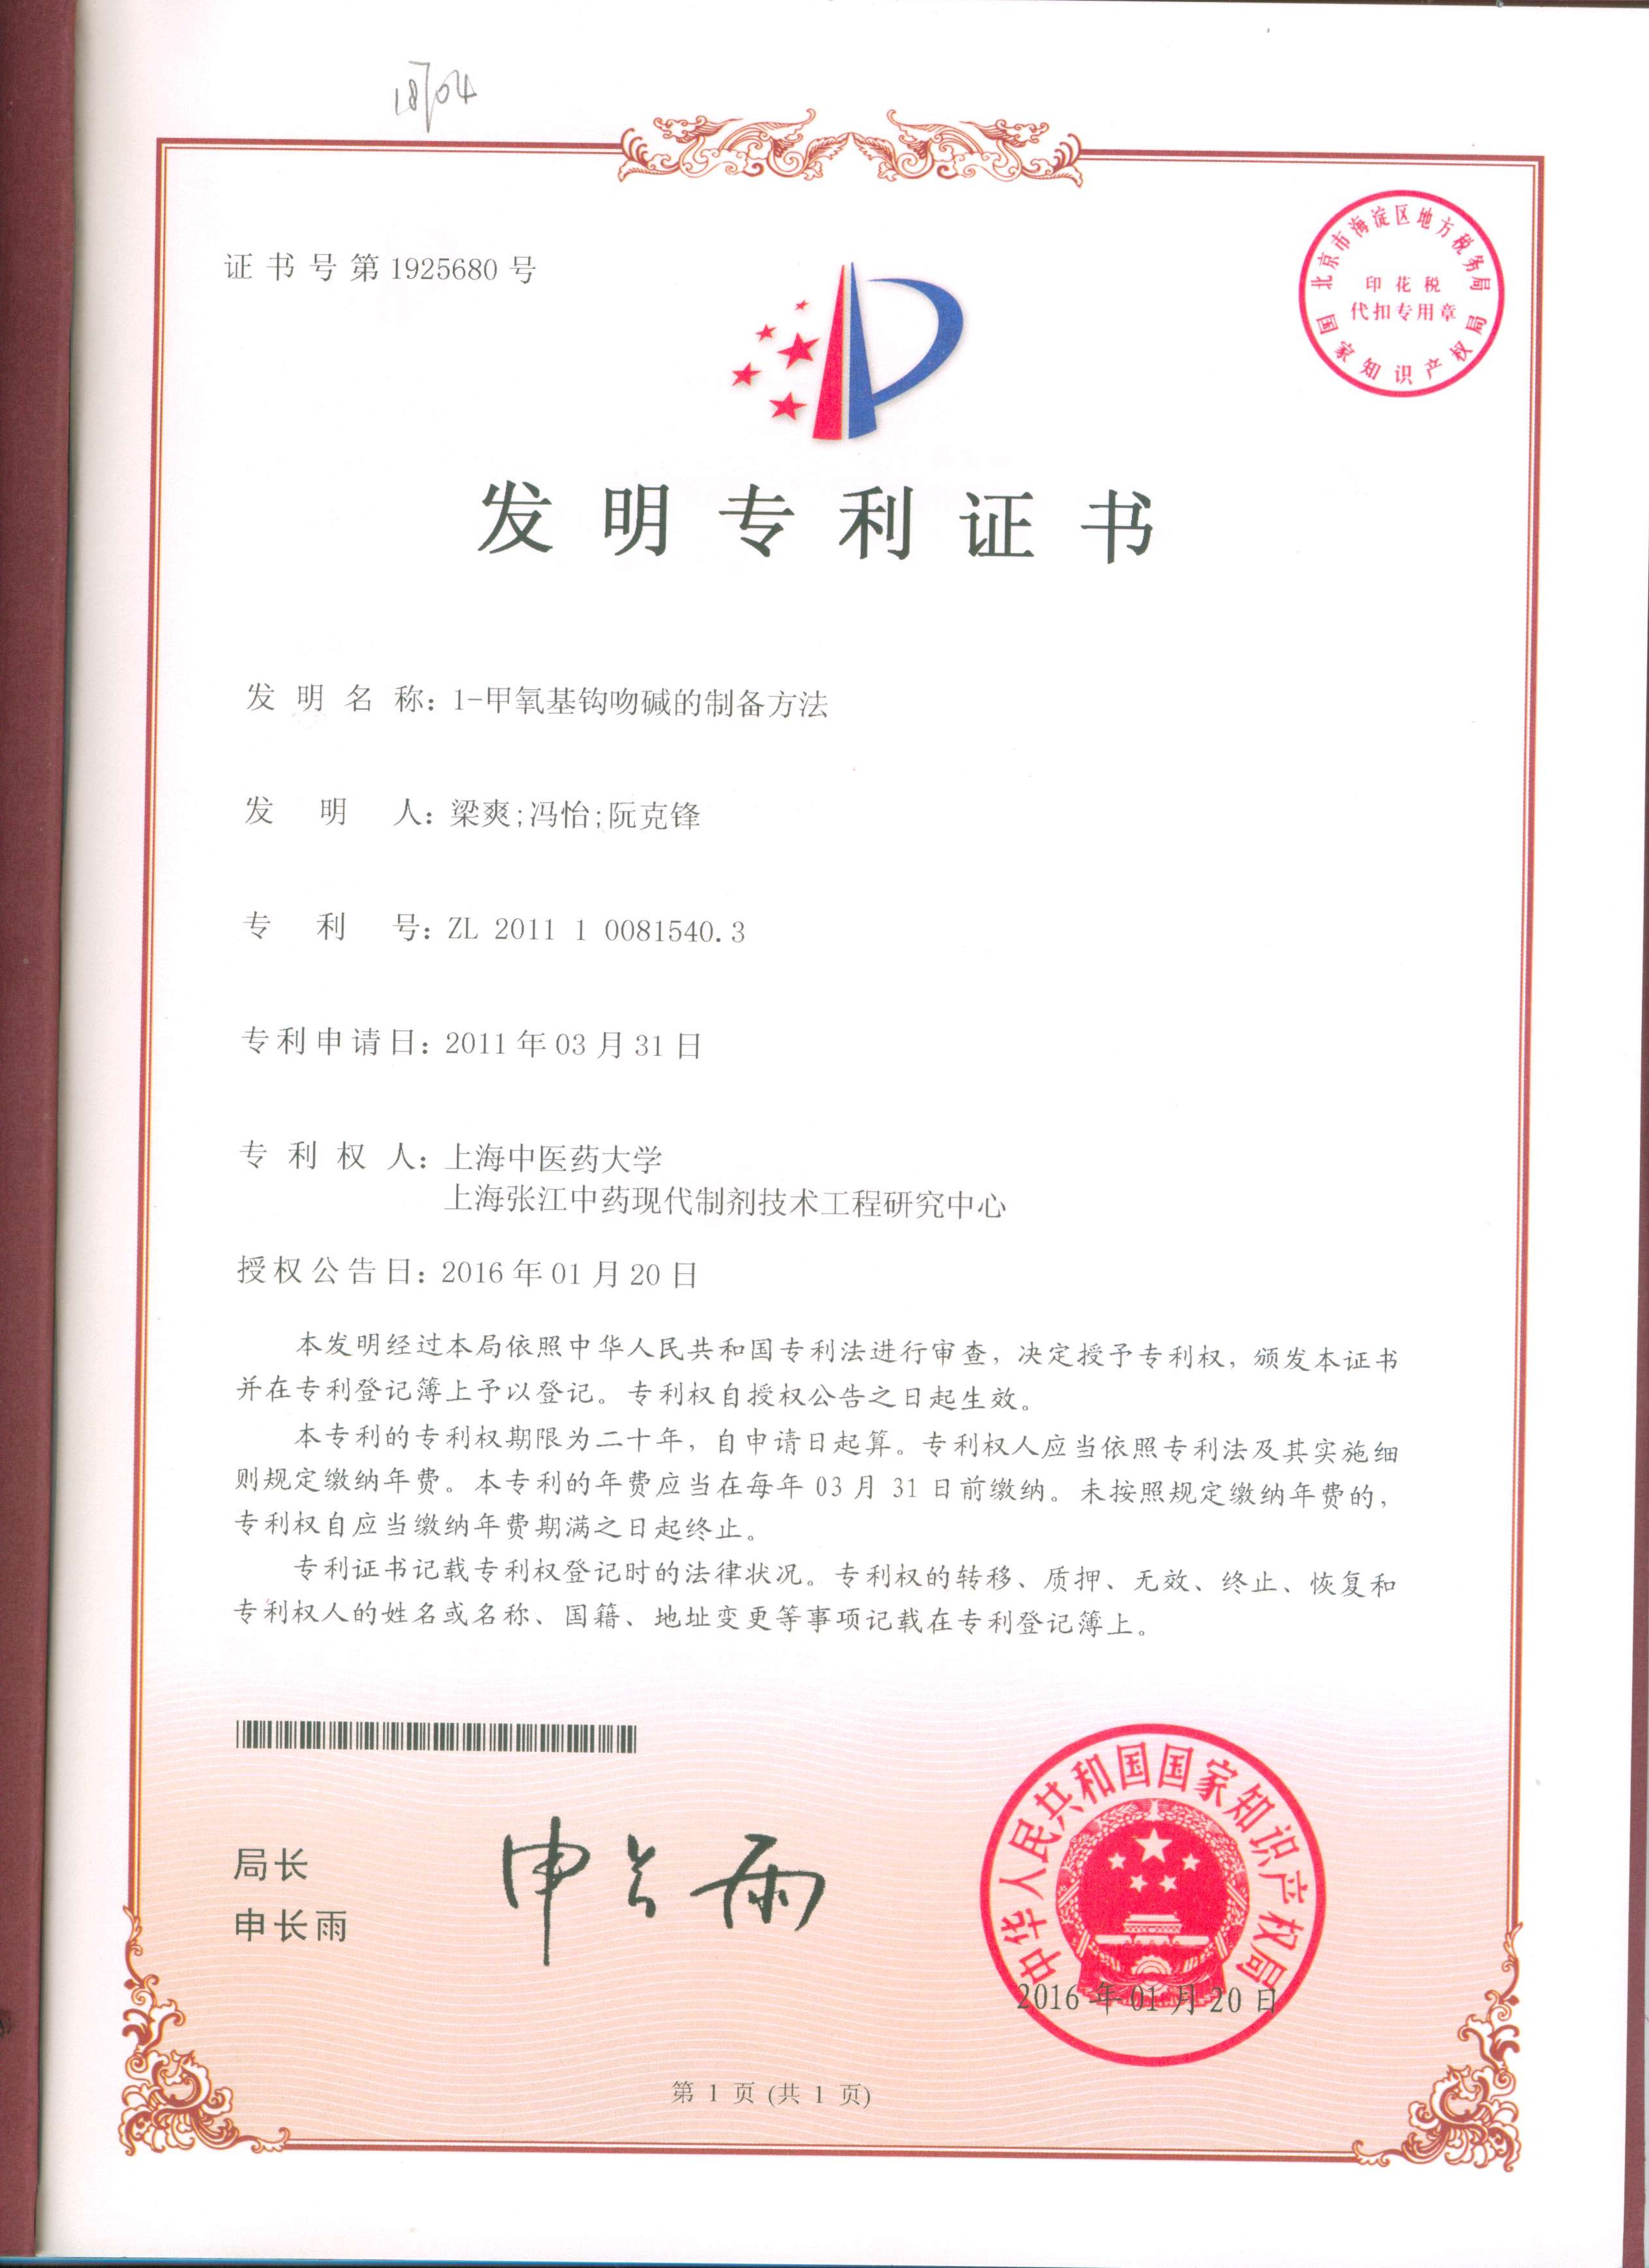 18704
证书号第1925680号
北京市海淀区地方税务局
印花税
代扣专用章
国家知识产权局
发明专利证书
发明名称：1-甲氧基钩吻碱的制备方法
发明人：梁爽;冯怡;阮克锋
专利号：ZL 2011 1 0081540.3
专利申请日：2011年03月31日
专利权人：上海中医药大学
上海张江中药现代制剂技术工程研究中心
授权公告日：2016年01月20日
本发明经过本局依照中华人民共和国专利法进行审查，决定授予专利权，颁发本证书
并在专利登记簿上予以登记。专利权自授权公告之日起生效。
本专利的专利权期限为二十年，自申请日起算。专利权人应当依照专利法及其实施细
则规定缴纳年费。本专利的年费应当在每年03月31日前缴纳。未按照规定缴纳年费的，
专利权自应当缴纳年费期满之日起终止。
专利证书记载专利权登记时的法律状况。专利权的转移、质押、无效、终止、恢复和
专利权人的姓名或名称、国籍、地址变更等事项记载在专利登记簿上。
局长
申长雨
申长雨
中华人民共和国国家知识产权局
2016年01月20日
第1页(共1页)